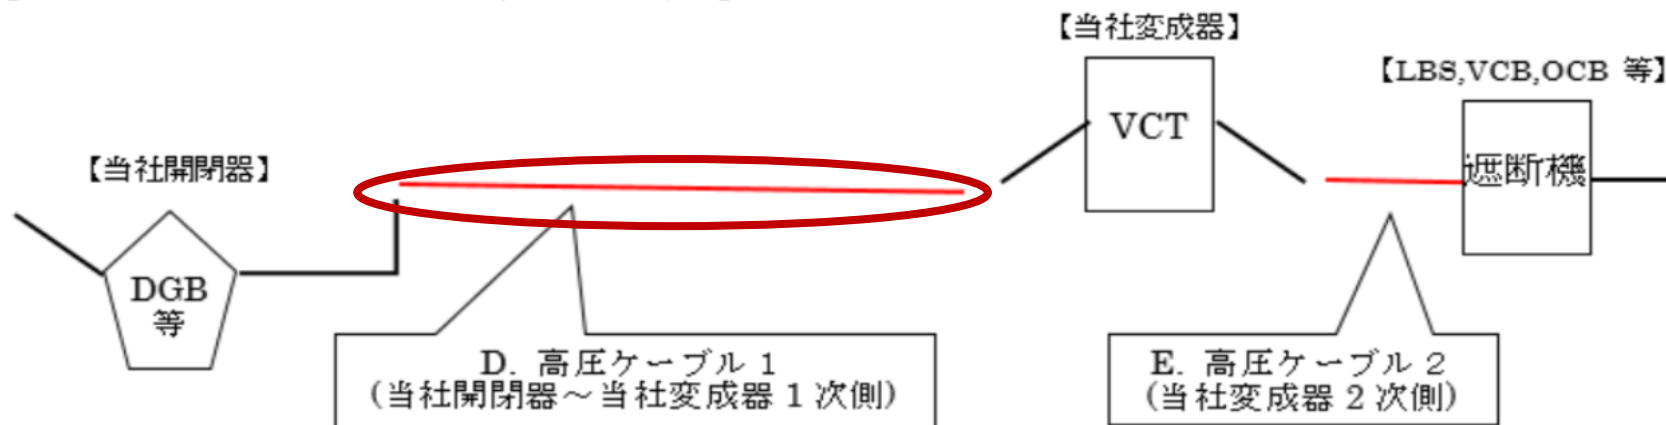 【当社変成器】
【LBS,VCB,OCB 等】
VCT
遮断機
【当社開閉器】
DGB
等
D. 高圧ケーブル 1
(当社開閉器～当社変成器 1 次側)
E. 高圧ケーブル 2
(当社変成器 2 次側)